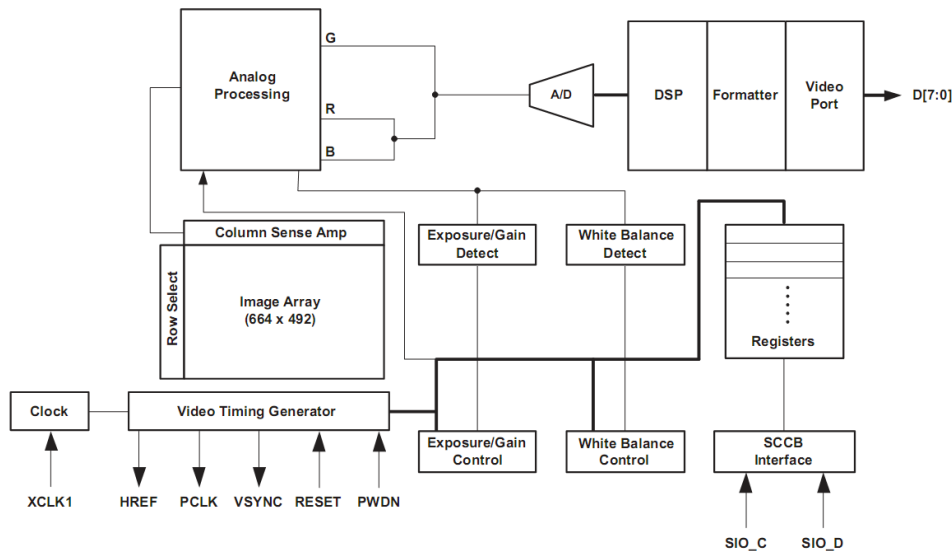 G
Analog
Processing
R
B
A/D
DSP
Formatter
Video
Port
D[7:0]
Column Sense Amp
Row Select
Image Array
(664 x 492)
Exposure/Gain
Detect
White Balance
Detect
Registers
Clock
Video Timing Generator
Exposure/Gain
Control
White Balance
Control
SCCB
Interface
XCLK1
HREF
PCLK
VSYNC
RESET
PWDN
SIO_C
SIO_D